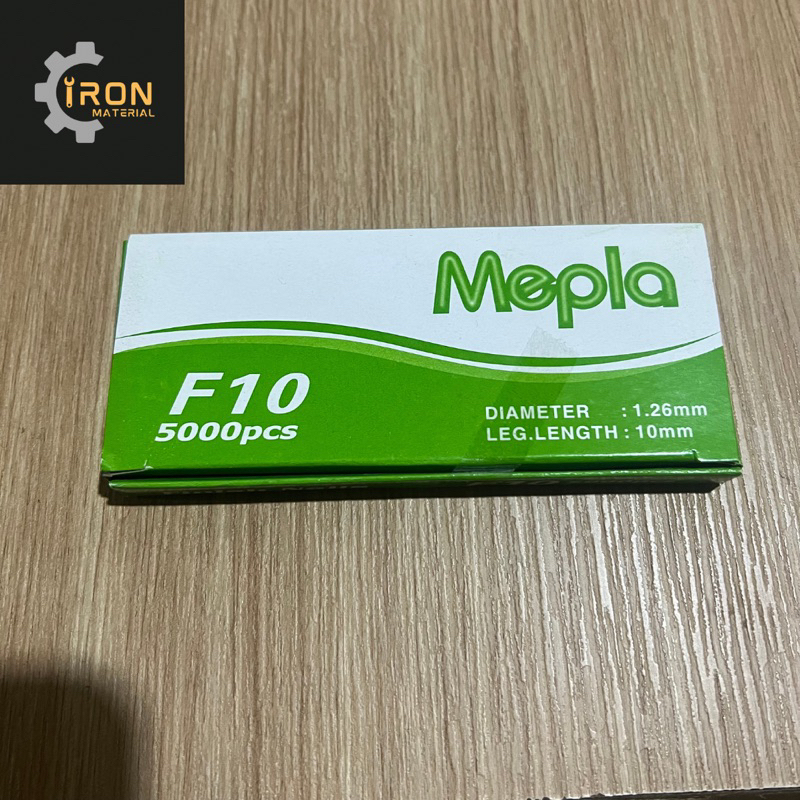 iRON
MATERIAL
Mepla
F10
5000pcs
DIAMETER : 1.26mm
LEG.LENGTH : 10mm